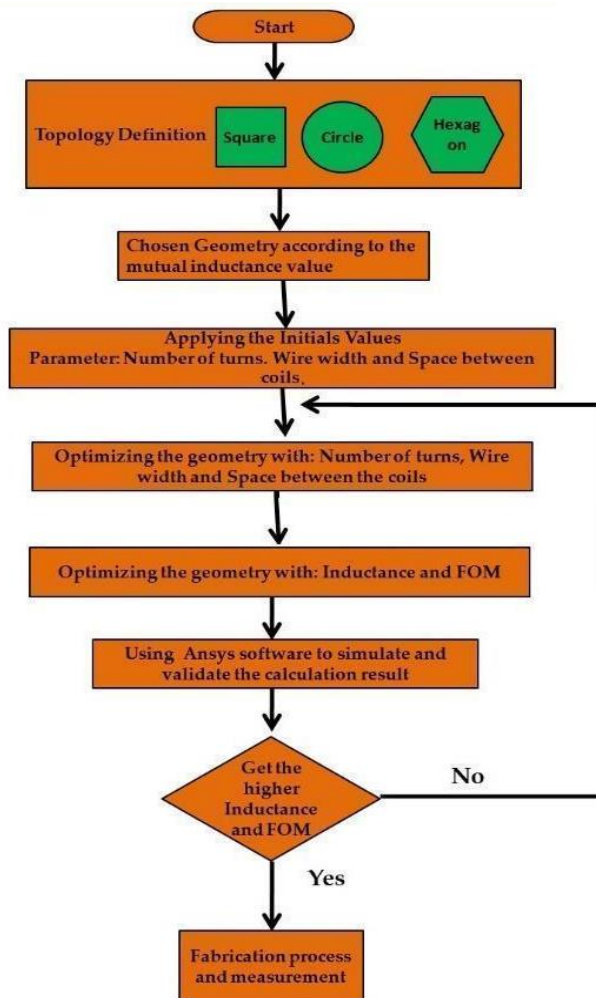 Start
Topology Definition
Square
Circle
Hexag
on
Chosen Geometry according to the
mutual inductance value
Applying the Initials Values
Parameter: Number of turns. Wire width and Space between
coils.
Optimizing the geometry with: Number of turns, Wire
width and Space between the coils
Optimizing the geometry with: Inductance and FOM
Using Ansys software to simulate and
validate the calculation result
Get the
higher
Inductance
and FOM
No
Yes
Fabrication process
and measurement